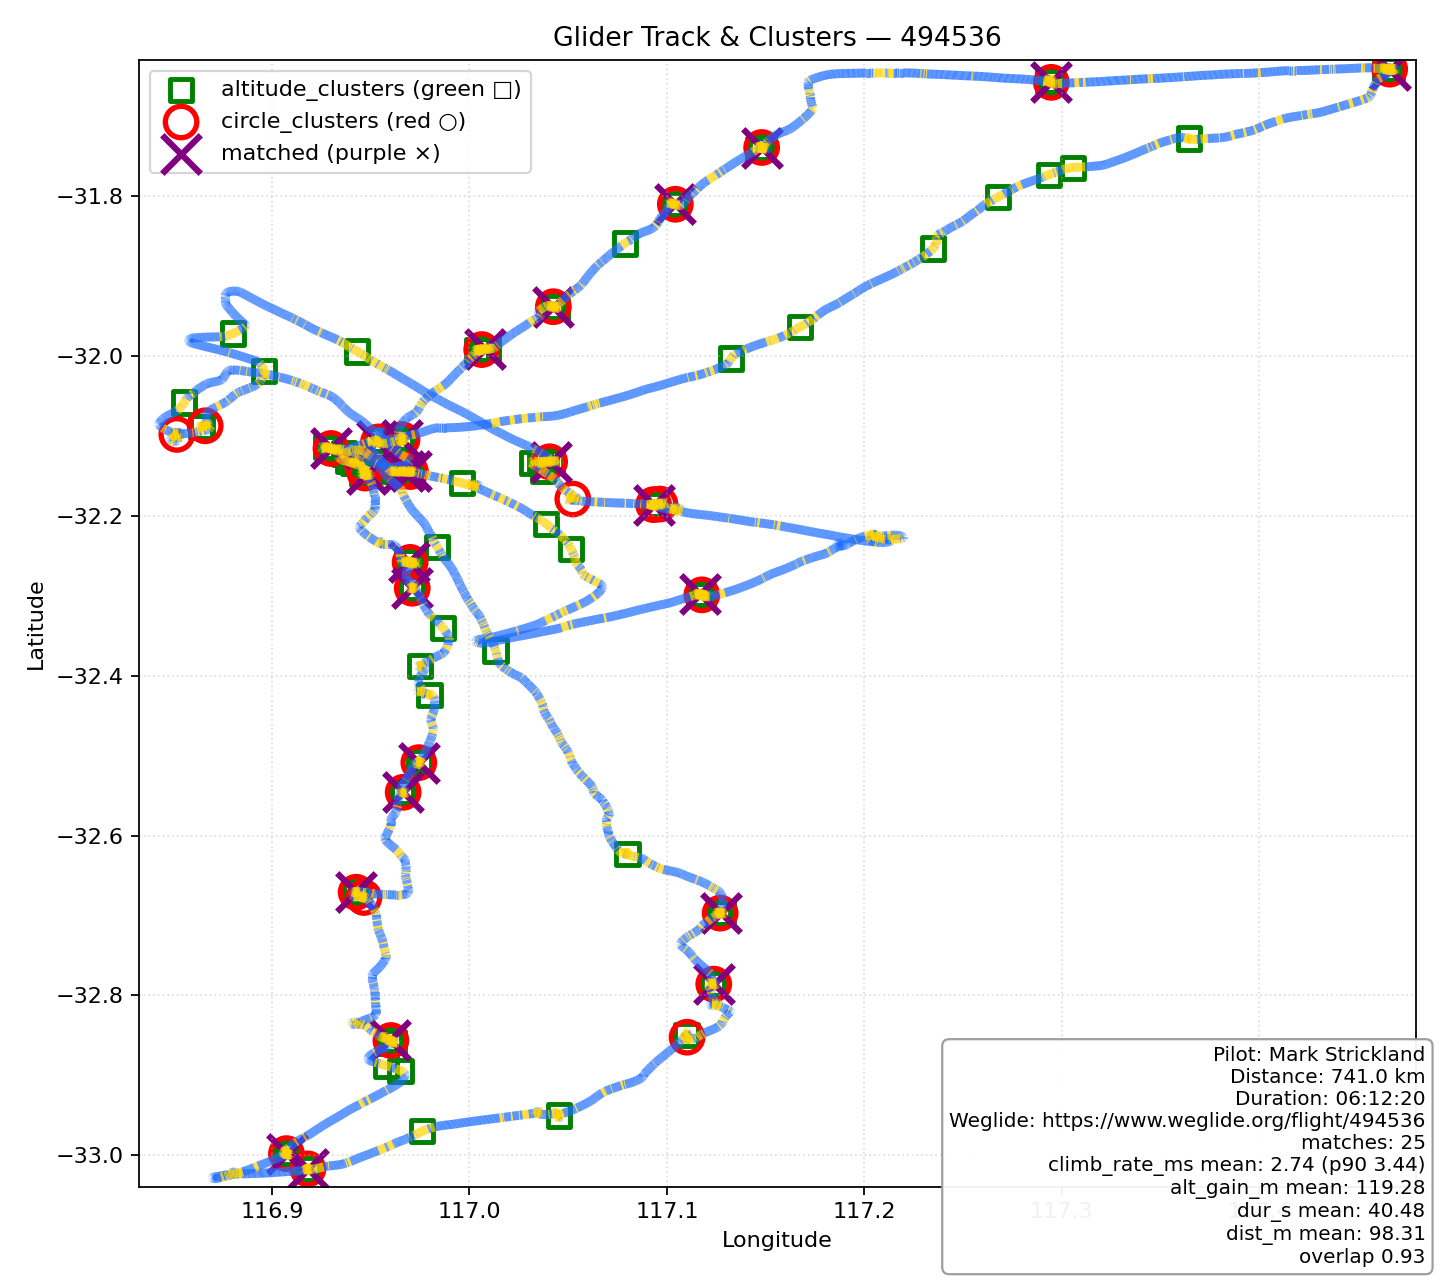 Glider Track & Clusters — 494536
altitude_clusters (green □)
circle_clusters (red ○)
matched (purple ×)
Latitude
−31.8
−32.0
−32.2
−32.4
−32.6
−32.8
−33.0
116.9
117.0
117.1
117.2
117.3
Longitude
Pilot: Mark Strickland
Distance: 741.0 km
Duration: 06:12:20
Weglide: https://www.weglide.org/flight/494536
matches: 25
climb_rate_ms mean: 2.74 (p90 3.44)
alt_gain_m mean: 119.28
dur_s mean: 40.48
dist_m mean: 98.31
overlap 0.93